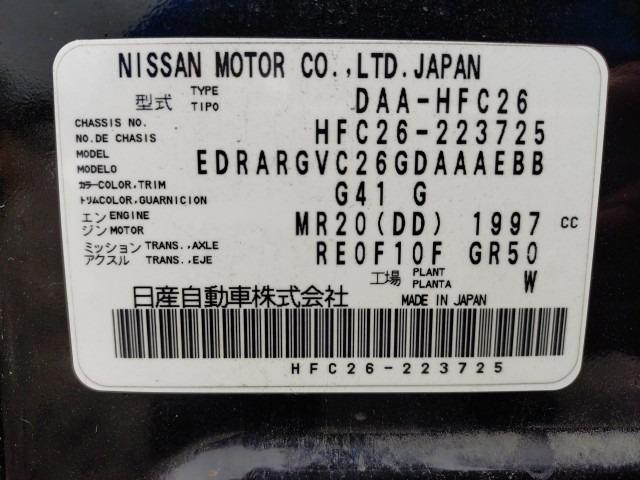 NISSAN MOTOR CO.,LTD.JAPAN
型式 TYPE TIPO DAA-HFC26
CHASSIS NO. NO.DE CHASIS HFC26-223725
MODEL MODELO EDRARGVC26GDAAAEBB
カラーCOLOR,TRIM トリムCOLOR,GUARNICION G41 G
エンジン ENGINE MOTOR MR20(DD) 1997 CC
ミッション アクスル TRANS.,AXLE TRANS.,EJE RE0F10F GR50
工場 PLANT PLANTA W
日産自動車株式会社 MADE IN JAPAN
HFC26-223725